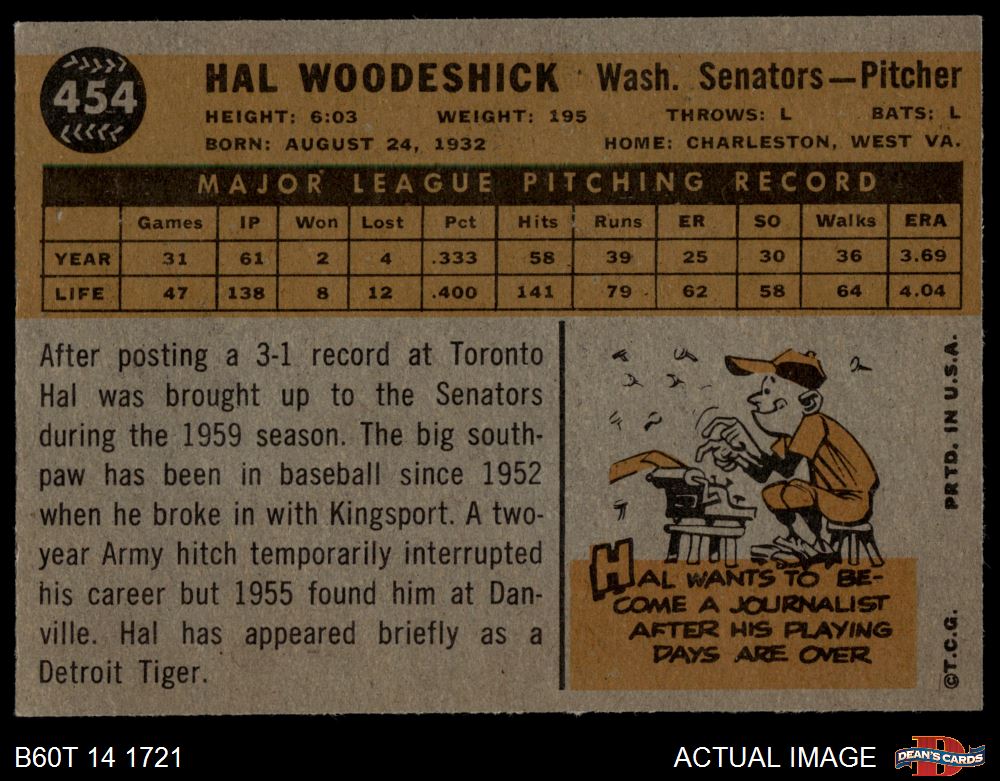 454
HAL WOODESHICK Wash. Senators—Pitcher
HEIGHT: 6:03 WEIGHT: 195 THROWS: L BATS: L
BORN: AUGUST 24, 1932 HOME: CHARLESTON, WEST VA.
MAJOR LEAGUE PITCHING RECORD
Games IP Won Lost Pct Hits Runs ER SO Walks ERA
YEAR 31 61 2 4 .333 58 39 25 30 36 3.69
LIFE 47 138 8 12 .400 141 79 62 58 64 4.04
After posting a 3-1 record at Toronto
Hal was brought up to the Senators
during the 1959 season. The big south-
paw has been in baseball since 1952
when he broke in with Kingsport. A two-
year Army hitch temporarily interrupted
his career but 1955 found him at Dan-
ville. Hal has appeared briefly as a
Detroit Tiger.
HAL WANTS TO BE-
COME A JOURNALIST
AFTER HIS PLAYING
DAYS ARE OVER
©T.C.G. PRTD. IN U.S.A.
B60T 14 1721
ACTUAL IMAGE
D
DEAN'S CARDS